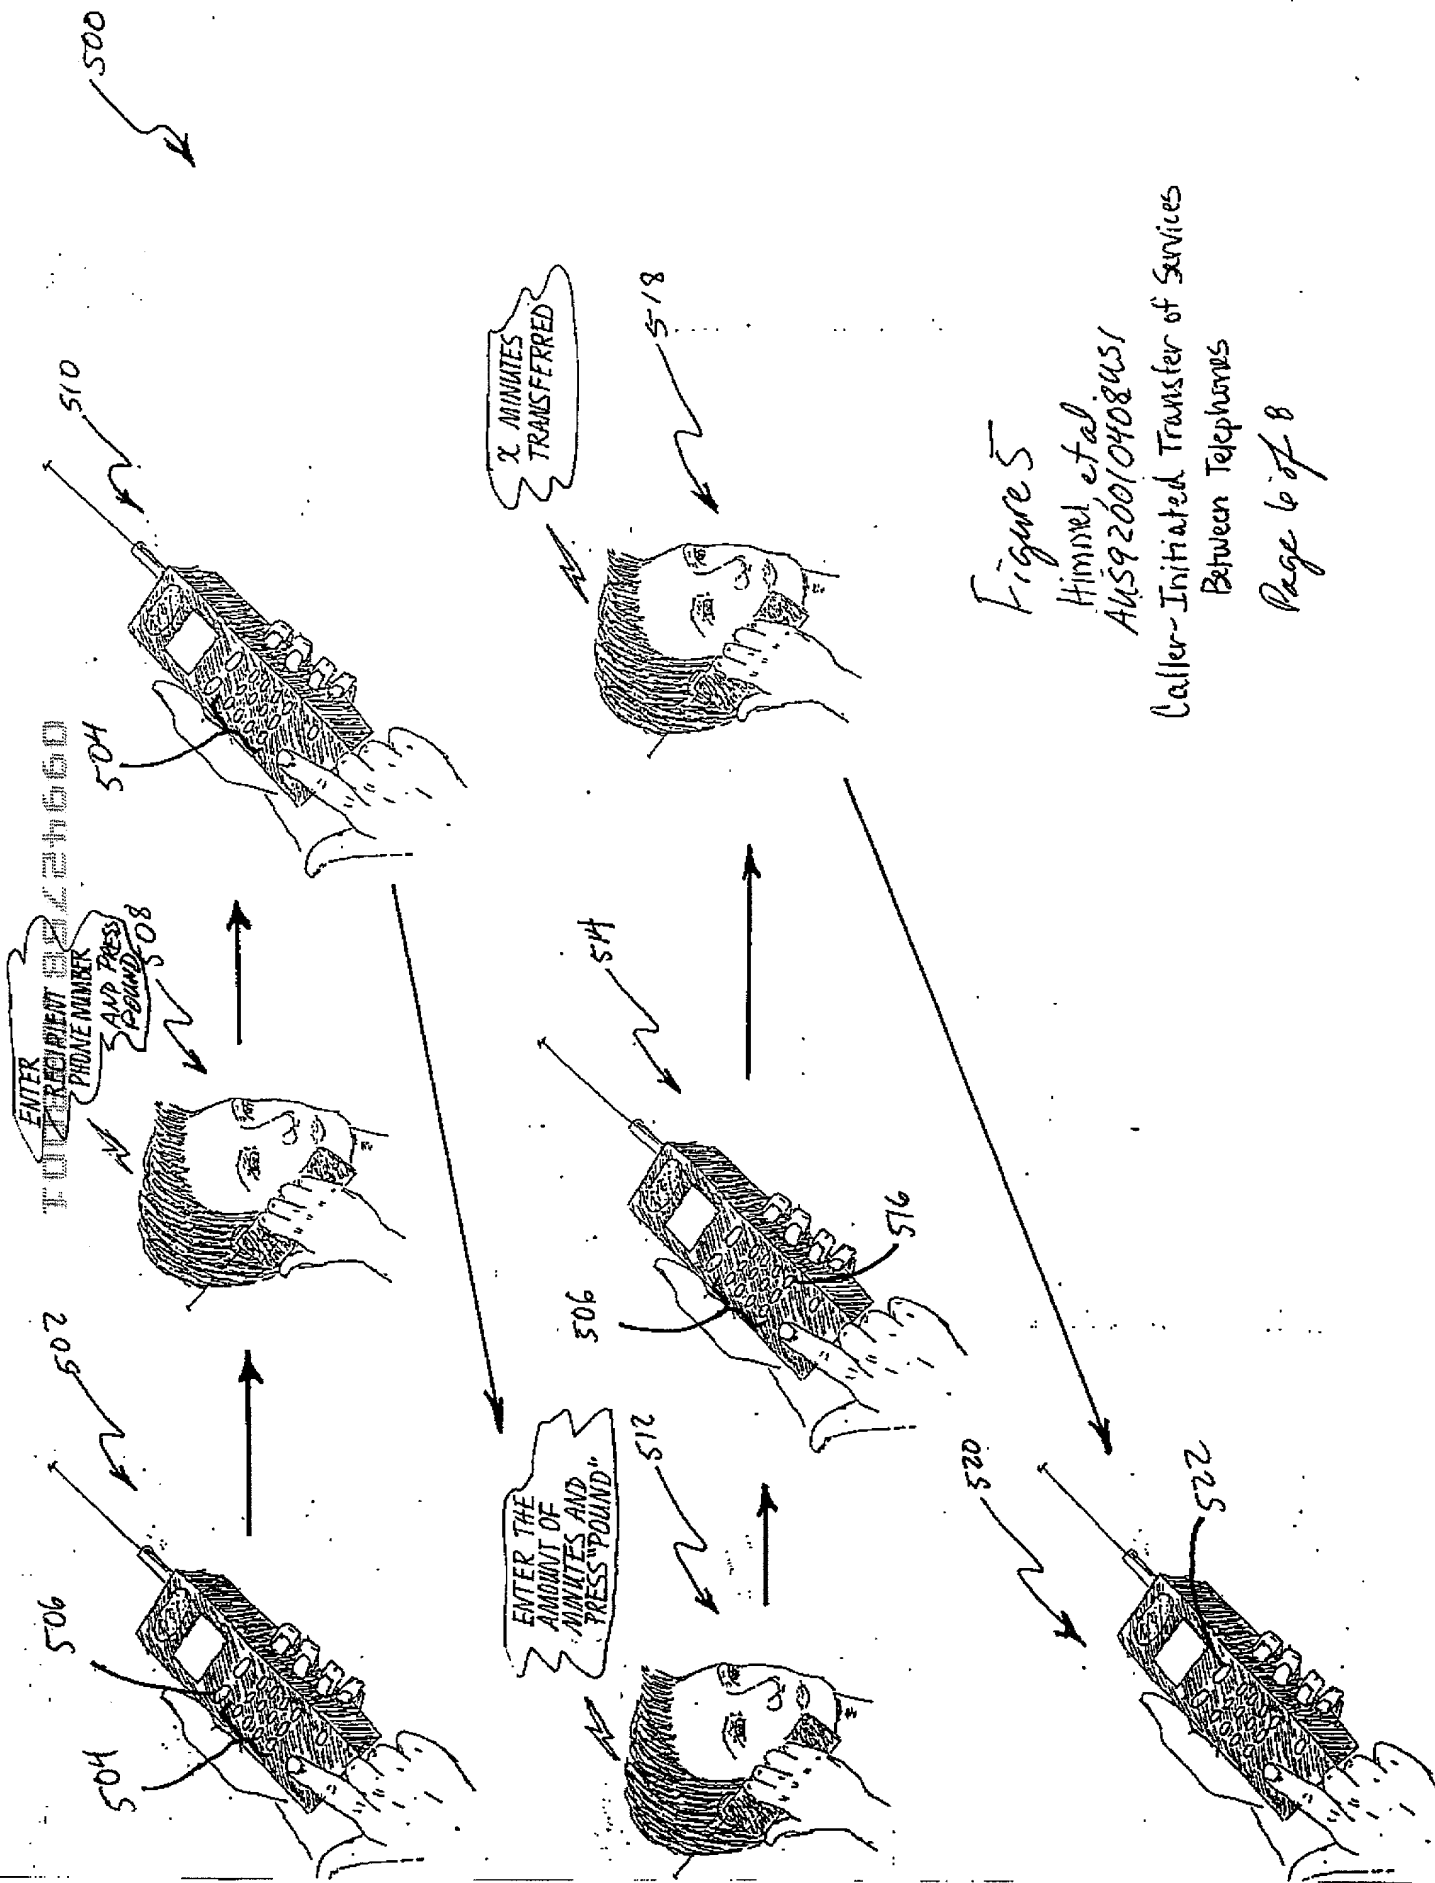 500
506
504
502
ENTER
RECIPIENT
PHONE NUMBER
AND PRESS
POUND
508
504
510
ENTER THE
AMOUNT OF
MINUTES AND
PRESS "POUND"
512
506
514
516
X MINUTES
TRANSFERRED
518
520
522
Figure 5
Himmel et al.
AUS920010408US1
Caller-Initiated Transfer of Services
Between Telephones
Page 6 of 8